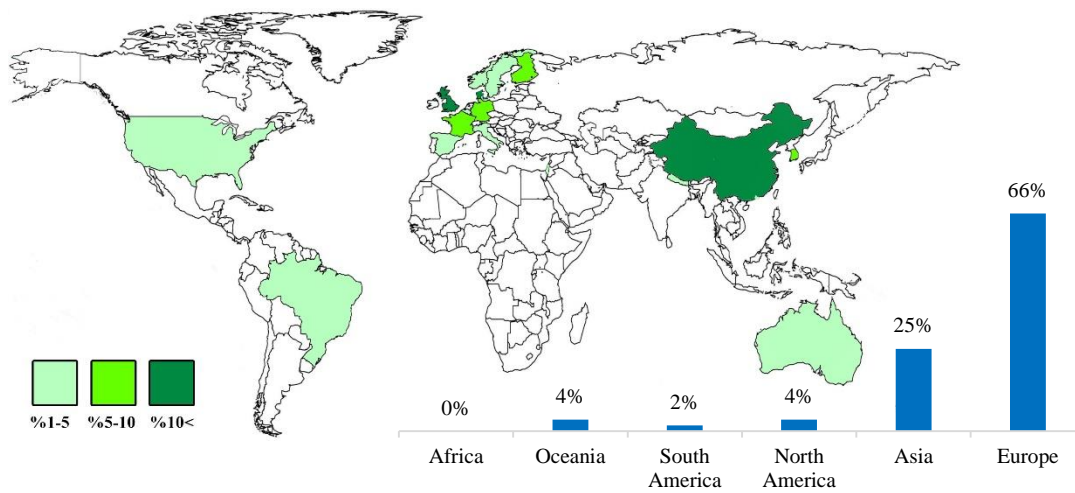 66%
25%
4%
2%
4%
0%
%1-5
%5-10
%10<
Africa
Oceania
South
America
North
America
Asia
Europe